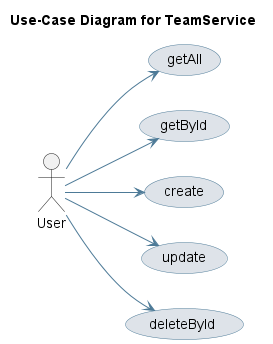 Use-Case Diagram for TeamService
getAll
getById
create
User
update
deleteById